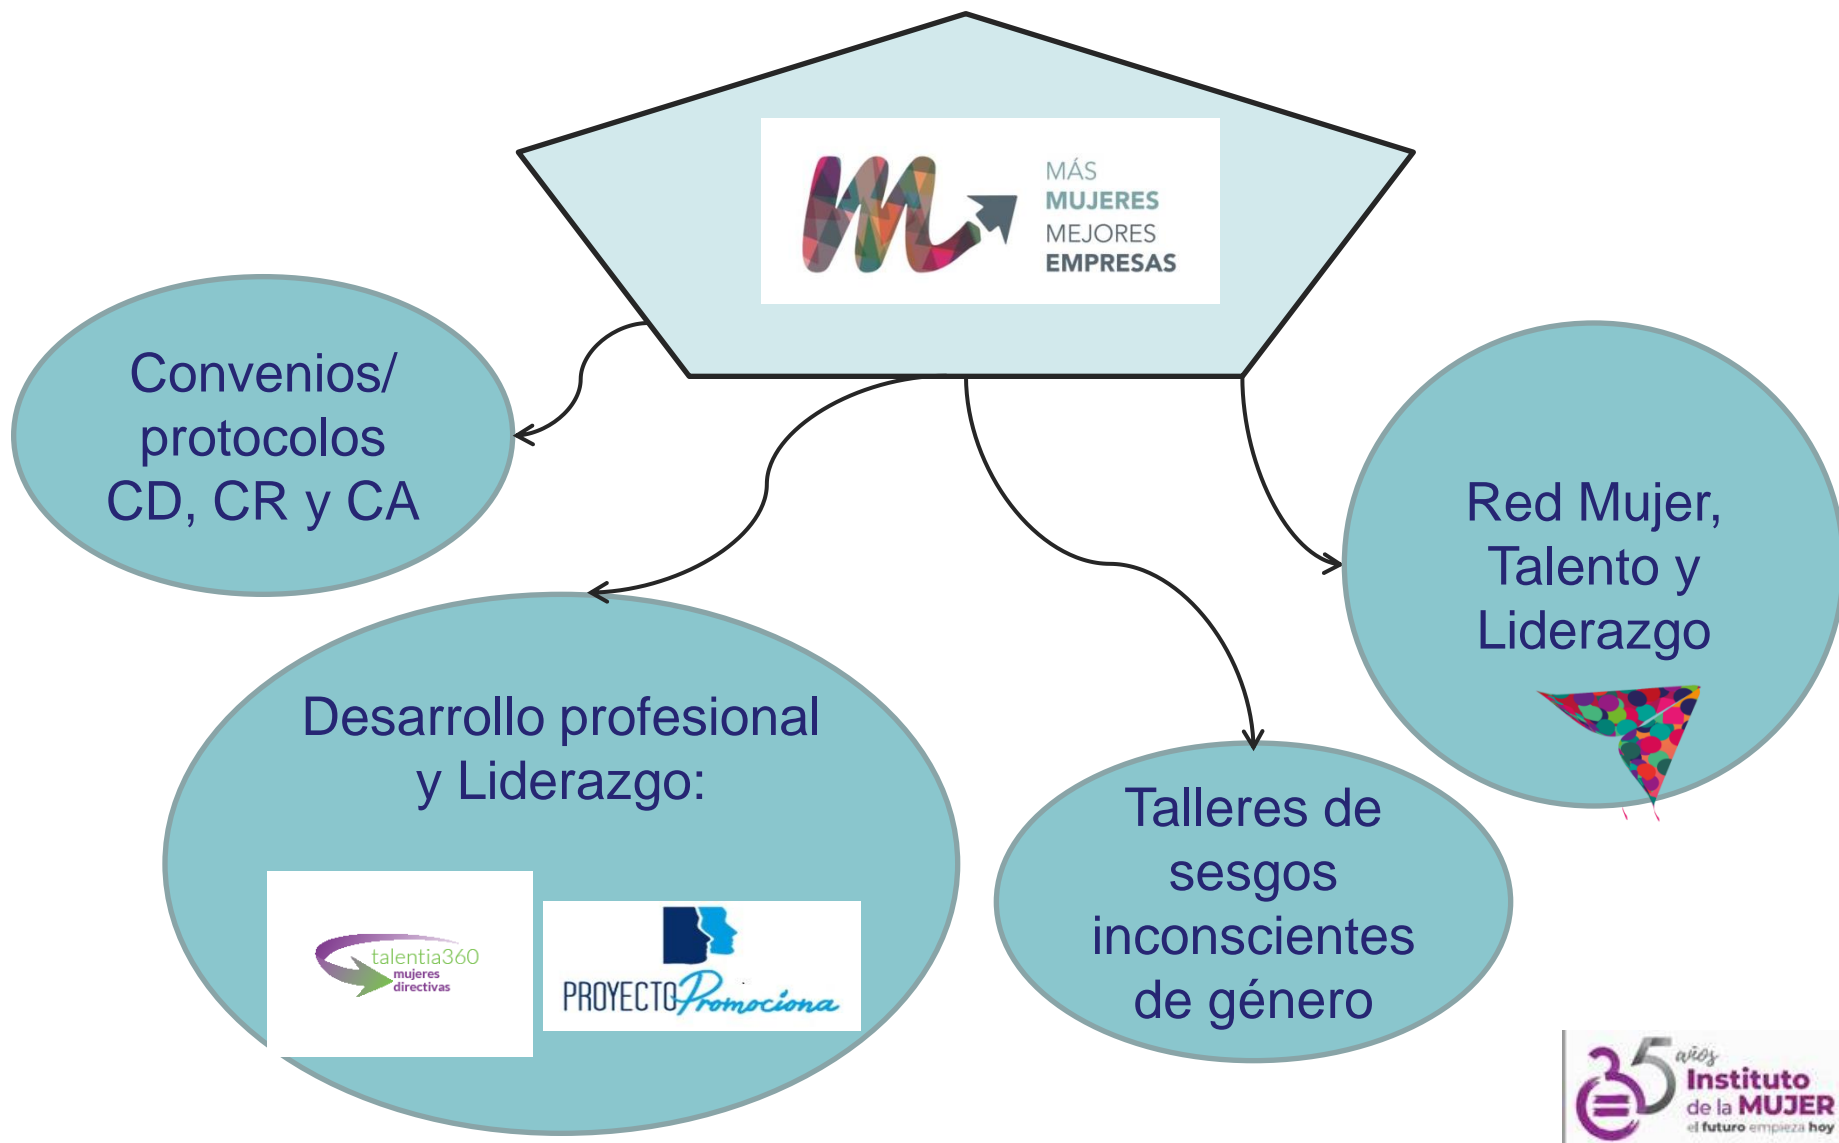 MÁS
MUJERES
MEJORES
EMPRESAS
Convenios/
protocolos
CD, CR y CA
Red Mujer,
Talento y
Liderazgo
Desarrollo profesional
y Liderazgo:
talentia360
mujeres
directivas
PROYECTO Promociona
Talleres de
sesgos
inconscientes
de género
35 años
Instituto
de la MUJER
el futuro empieza hoy